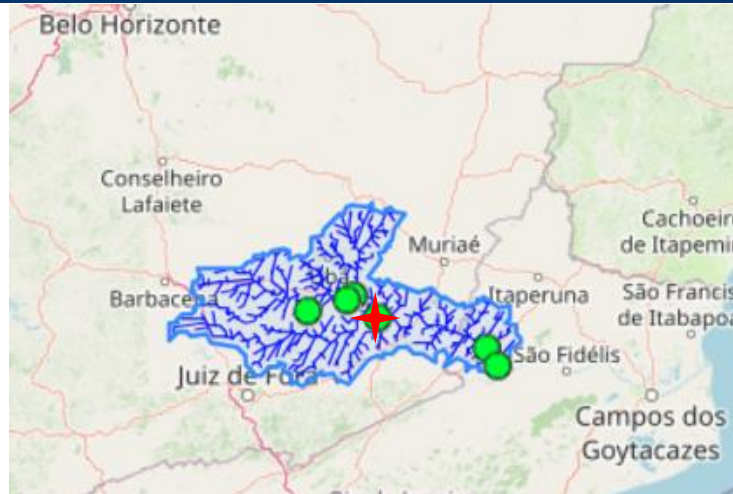 Belo Horizonte
Conselheiro
Lafaiete
Cachoeir
de Itapemi
Muriaé
Barbacena
Itaperuna
São Francis
de Itabapoa
São Fidélis
Juiz de Fora
Campos dos
Goytacazes